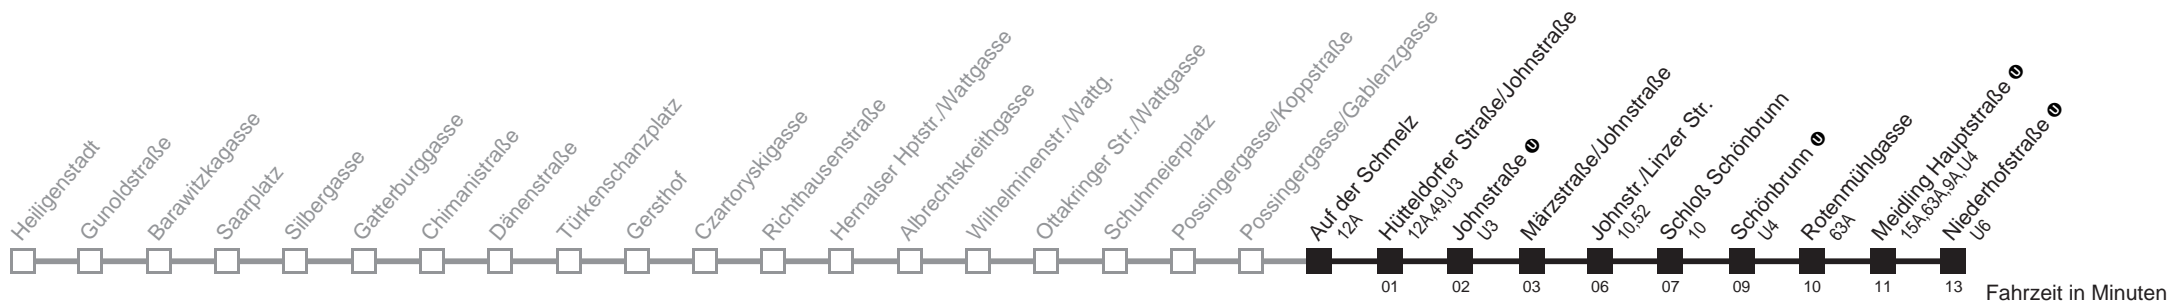 Heiligenstadt
Gunoldstraße
Barawitzkagasse
Saarplatz
Silbergasse
Gatterburggasse
Chimanistraße
Dänenstraße
Türkenschanzplatz
Gersthof
Czartoryskigasse
Richthausenstraße
Hernalser Hptstr./Wattgasse
Albrechtskreithgasse
Wilhelminenstr./Wattg.
Ottakringer Str./Wattgasse
Schuhmeierplatz
Possingergasse/Koppstraße
Possingergasse/Gablenzgasse
Auf der Schmelz
12A
Hütteldorfer Straße/Johnstraße
12A,49,U3
Johnstraße U
U3
Märzstraße/Johnstraße
Johnstr./Linzer Str.
10,52
Schloß Schönbrunn
10
Schönbrunn U
U4
Rotenmühlgasse
63A
Meidling Hauptstraße U
15A,63A,9A,U4
Niederhofstraße U
U6
01 02 03 06 07 09 10 11 13
Fahrzeit in Minuten